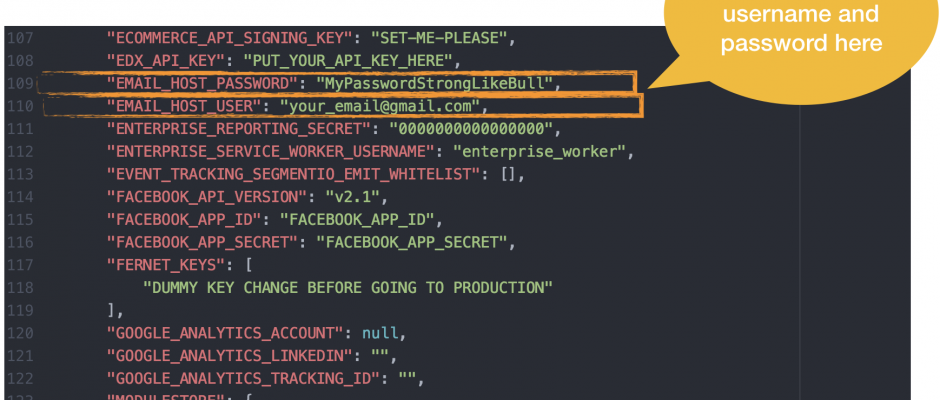 username and
password here
107 "ECOMMERCE_API_SIGNING_KEY": "SET-ME-PLEASE",
108 "EDX_API_KEY": "PUT_YOUR_API_KEY_HERE",
109 "EMAIL_HOST_PASSWORD": "MyPasswordStrongLikeBull",
110 "EMAIL_HOST_USER": "your_email@gmail.com",
111 "ENTERPRISE_REPORTING_SECRET": "0000000000000000",
112 "ENTERPRISE_SERVICE_WORKER_USERNAME": "enterprise_worker",
113 "EVENT_TRACKING_SEGMENTIO_EMIT_WHITELIST": [],
114 "FACEBOOK_API_VERSION": "v2.1",
115 "FACEBOOK_APP_ID": "FACEBOOK_APP_ID",
116 "FACEBOOK_APP_SECRET": "FACEBOOK_APP_SECRET",
117 "FERNET_KEYS": [
118 "DUMMY KEY CHANGE BEFORE GOING TO PRODUCTION"
119 ],
120 "GOOGLE_ANALYTICS_ACCOUNT": null,
121 "GOOGLE_ANALYTICS_LINKEDIN": "",
122 "GOOGLE_ANALYTICS_TRACKING_ID": "",
123 "MODULESTORE": {